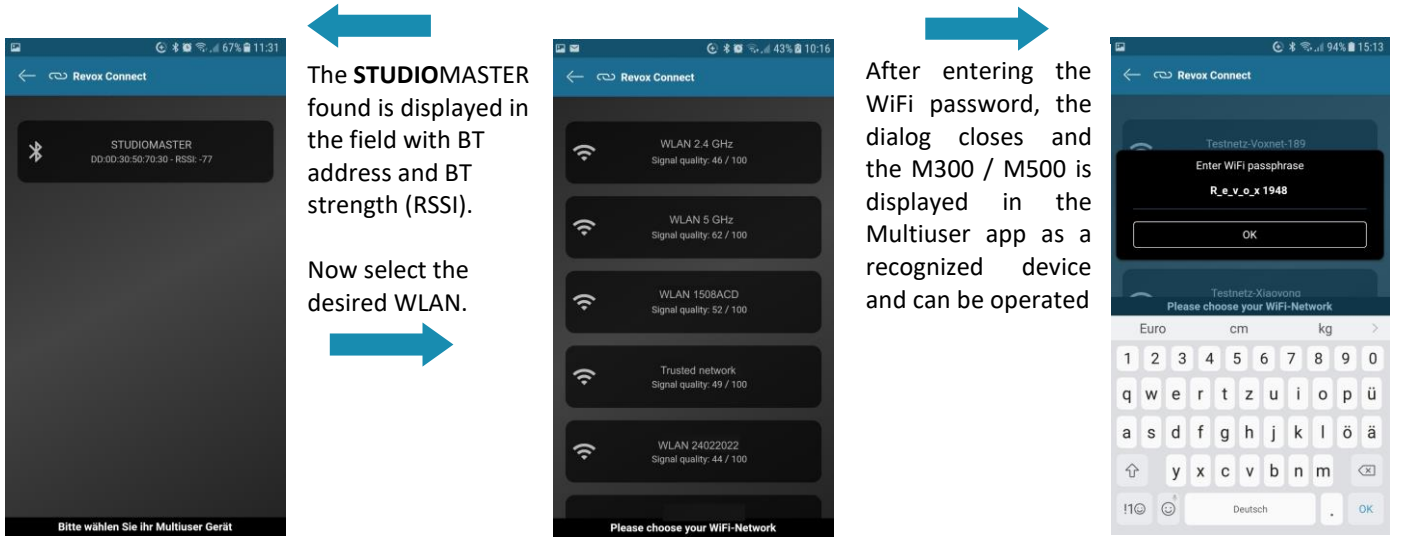 67% 11:31
Revox Connect
STUDIOMASTER
DD:0D:30:50:70:30 - RSSI: -77
Bitte wählen Sie ihr Multiuser Gerät
The STUDIOMASTER
found is displayed in
the field with BT
address and BT
strength (RSSI).
Now select the
desired WLAN.
43% 10:16
Revox Connect
WLAN 2.4 GHz
Signal quality: 46 / 100
WLAN 5 GHz
Signal quality: 62 / 100
WLAN 1508ACD
Signal quality: 52 / 100
Trusted network
Signal quality: 49 / 100
WLAN 24022022
Signal quality: 44 / 100
Please choose your WiFi-Network
After entering the
WiFi password, the
dialog closes and
the M300 / M500 is
displayed in the
Multiuser app as a
recognized device
and can be operated
94% 15:13
Revox Connect
Testnetz-Voxnet-189
Enter WiFi passphrase
R_e_v_o_x 1948
OK
Testnetz-Xiaovong
Please choose your WiFi-Network
Euro cm kg >
1 2 3 4 5 6 7 8 9 0
q w e r t z u i o p ü
a s d f g h j k l ö ä
y x c v b n m
!1☺ Deutsch . OK